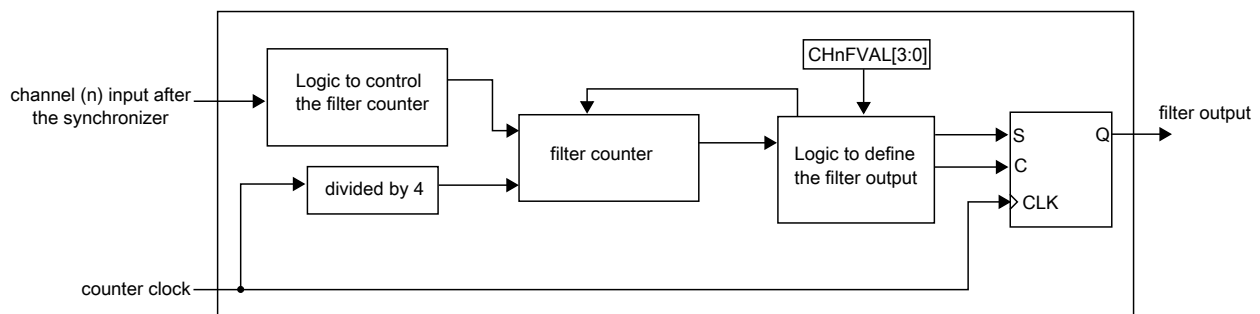 CHnFVAL[3:0]
Logic to control
the filter counter
channel (n) input after
the synchronizer
filter output
S
Q
filter counter
Logic to define
the filter output
C
divided by 4
CLK
counter clock